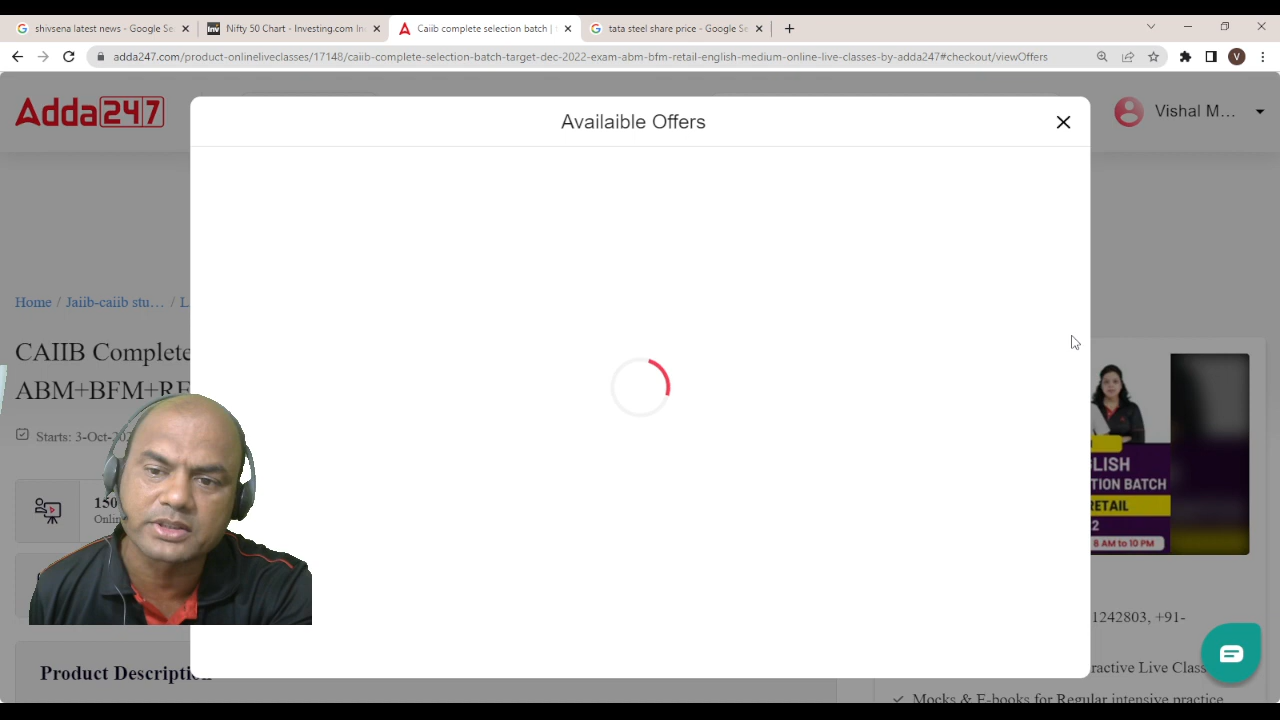 shivsena latest news - Google Se
Nifty 50 Chart - Investing.com In
Caiib complete selection batch |
tata steel share price - Google Se
adda247.com/product-onlineliveclasses/17148/caiib-complete-selection-batch-target-dec-2022-exam-abm-bfm-retail-english-medium-online-live-classes-by-adda247#checkout/viewOffers
V
Adda247
Availaible Offers
Vishal M...
Home / Jaiib-caiib stu... / L
CAIIB Complete
ABM+BFM+RE
Starts: 3-Oct-202
150
Onlin
LISH
TION BATCH
RETAIL
2
8 AM to 10 PM
1242803, +91-
ractive Live Class
Product Description
Mocks & E-books for Regular intensive practice